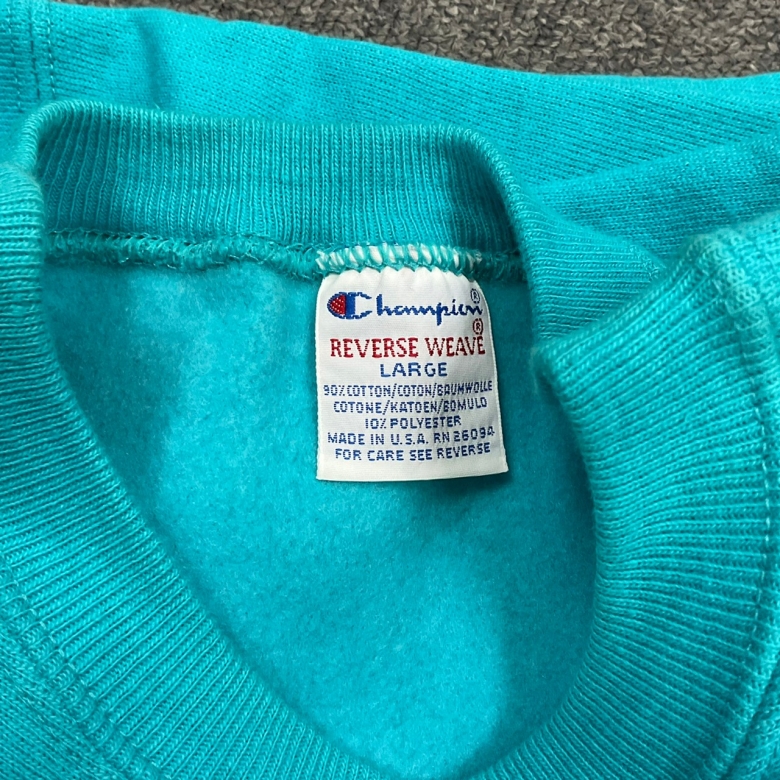 Champion®
REVERSE WEAVE®
LARGE
90% COTTON/COTON/BAUMWOLLE
COTONE/KATOEN/BOMULD
10% POLYESTER
MADE IN U.S.A. RN 26094
FOR CARE SEE REVERSE